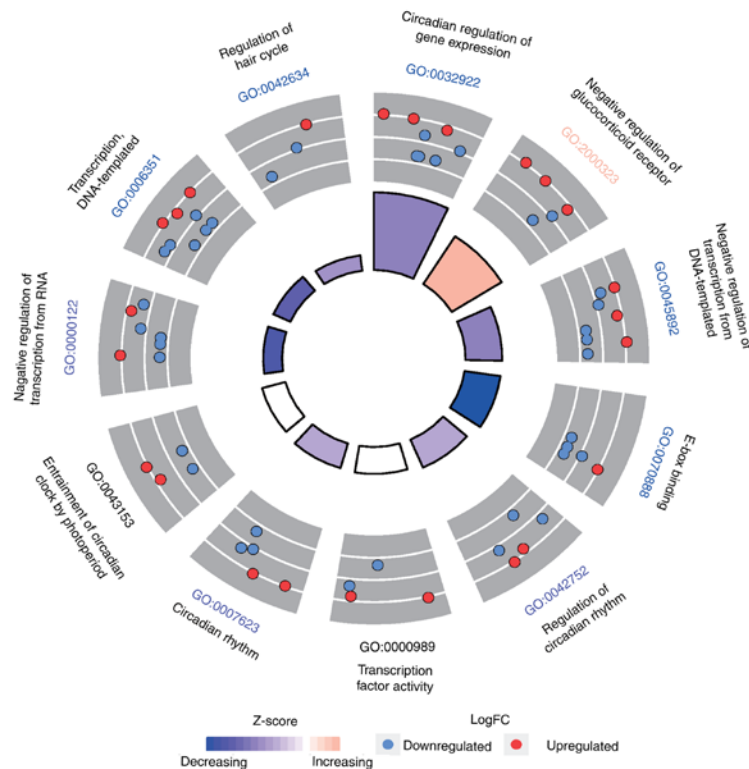 Circadian regulation of
gene expression
GO:0032922
Negative regulation of
glucocorticoid receptor
GO:2000323
Negative regulation of
transcription from
DNA-templated
GO:0045892
E-box binding
GO:0070888
Regulation of
circadian rhythm
GO:0042752
GO:0000989
Transcription
factor activity
GO:0007623
Circadian rhythm
GO:0043153
Entrainment of circadian
clock by photoperiod
Nagative regulation of
transcription from RNA
GO:0000122
Transcription,
DNA-templated
GO:0006351
Regulation of
hair cycle
GO:0042634
Z-score
LogFC
Decreasing
Increasing
Downregulated
Upregulated